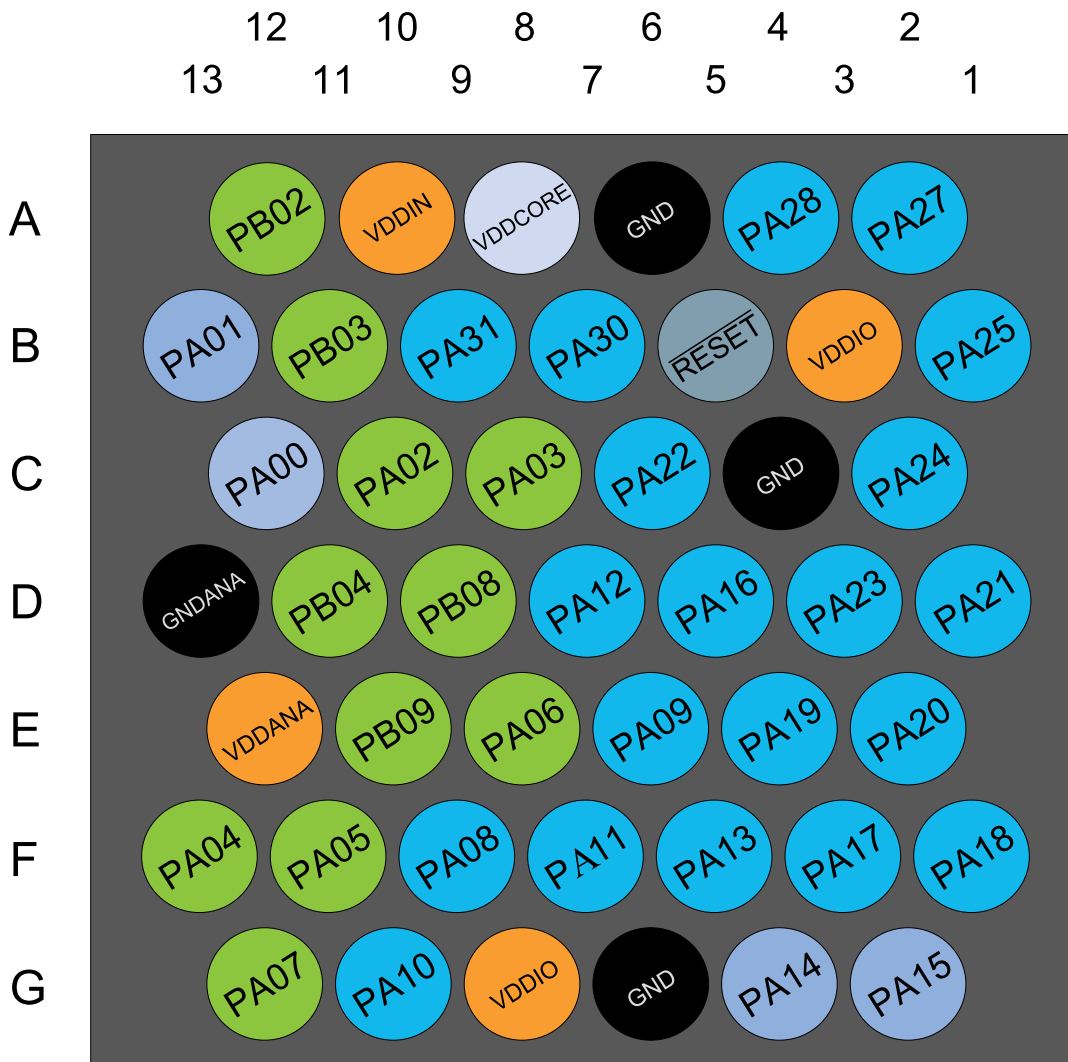 12 10 8 6 4 2
13 11 9 7 5 3 1
A PB02 VDDIN VDDCORE GND PA28 PA27
B PA01 PB03 PA31 PA30 RESET VDDIO PA25
C PA00 PA02 PA03 PA22 GND PA24
D GNDANA PB04 PB08 PA12 PA16 PA23 PA21
E VDDANA PB09 PA06 PA09 PA19 PA20
F PA04 PA05 PA08 PA11 PA13 PA17 PA18
G PA07 PA10 VDDIO GND PA14 PA15